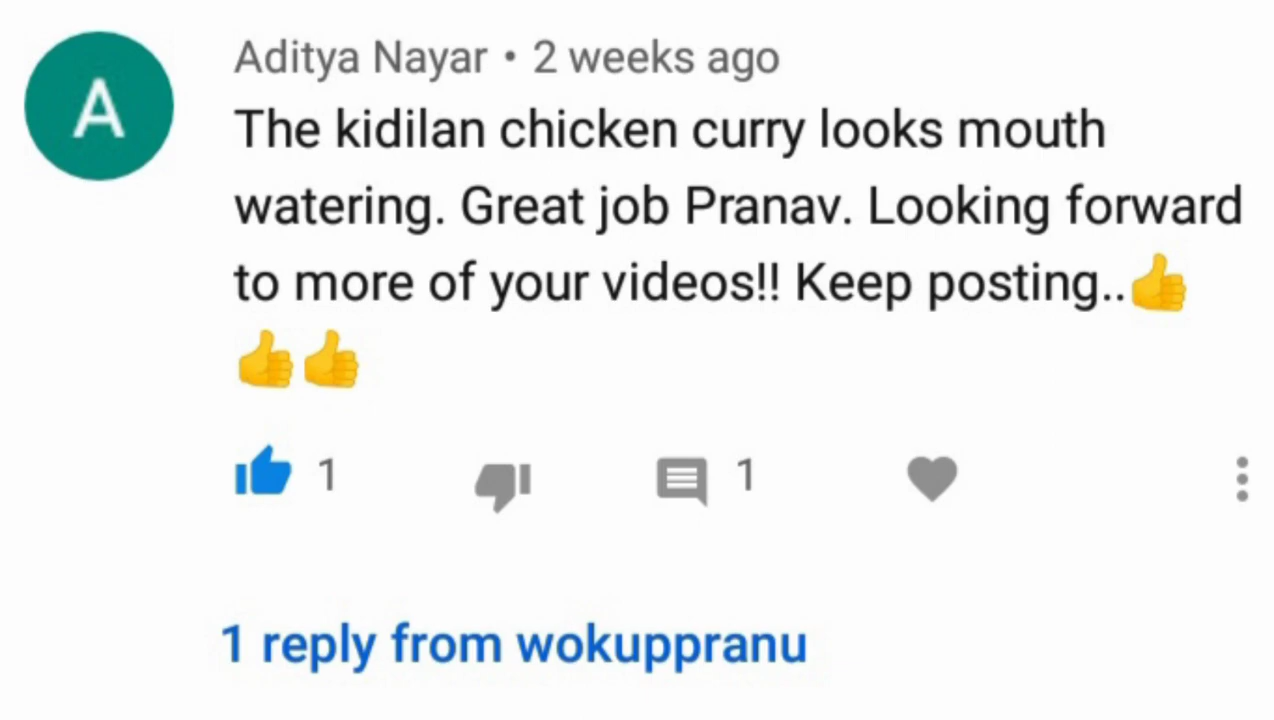 A
Aditya Nayar • 2 weeks ago
The kidilan chicken curry looks mouth
watering. Great job Pranav. Looking forward
to more of your videos!! Keep posting..👍
👍👍
1 1
1 reply from wokuppranu